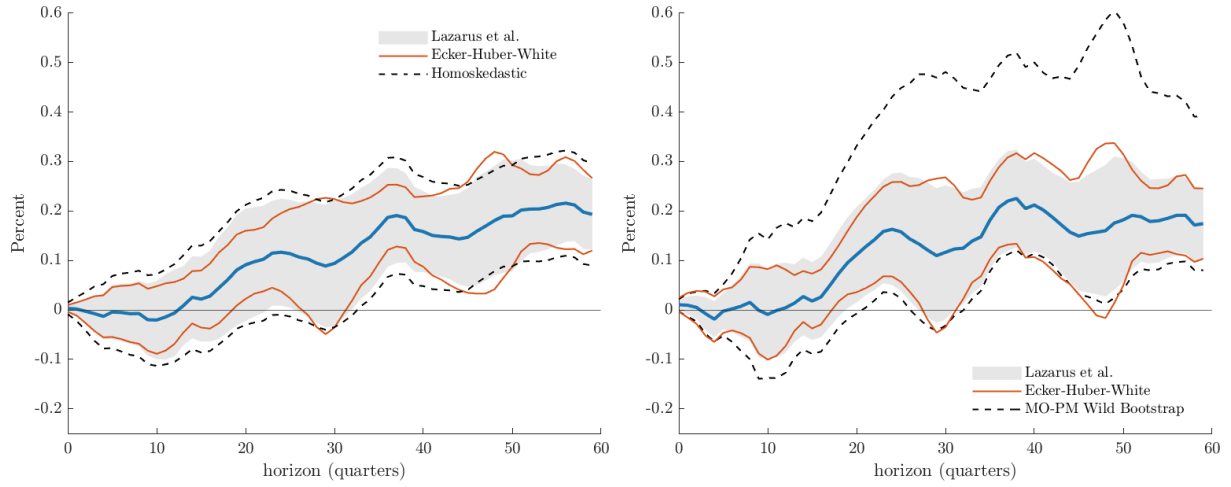 0.6
0.5
0.4
0.3
0.2
0.1
0
-0.1
-0.2
Percent
Lazarus et al.
Ecker-Huber-White
Homoskedastic
0 10 20 30 40 50 60
horizon (quarters)
0.6
0.5
0.4
0.3
0.2
0.1
0
-0.1
-0.2
Percent
Lazarus et al.
Ecker-Huber-White
MO-PM Wild Bootstrap
0 10 20 30 40 50 60
horizon (quarters)